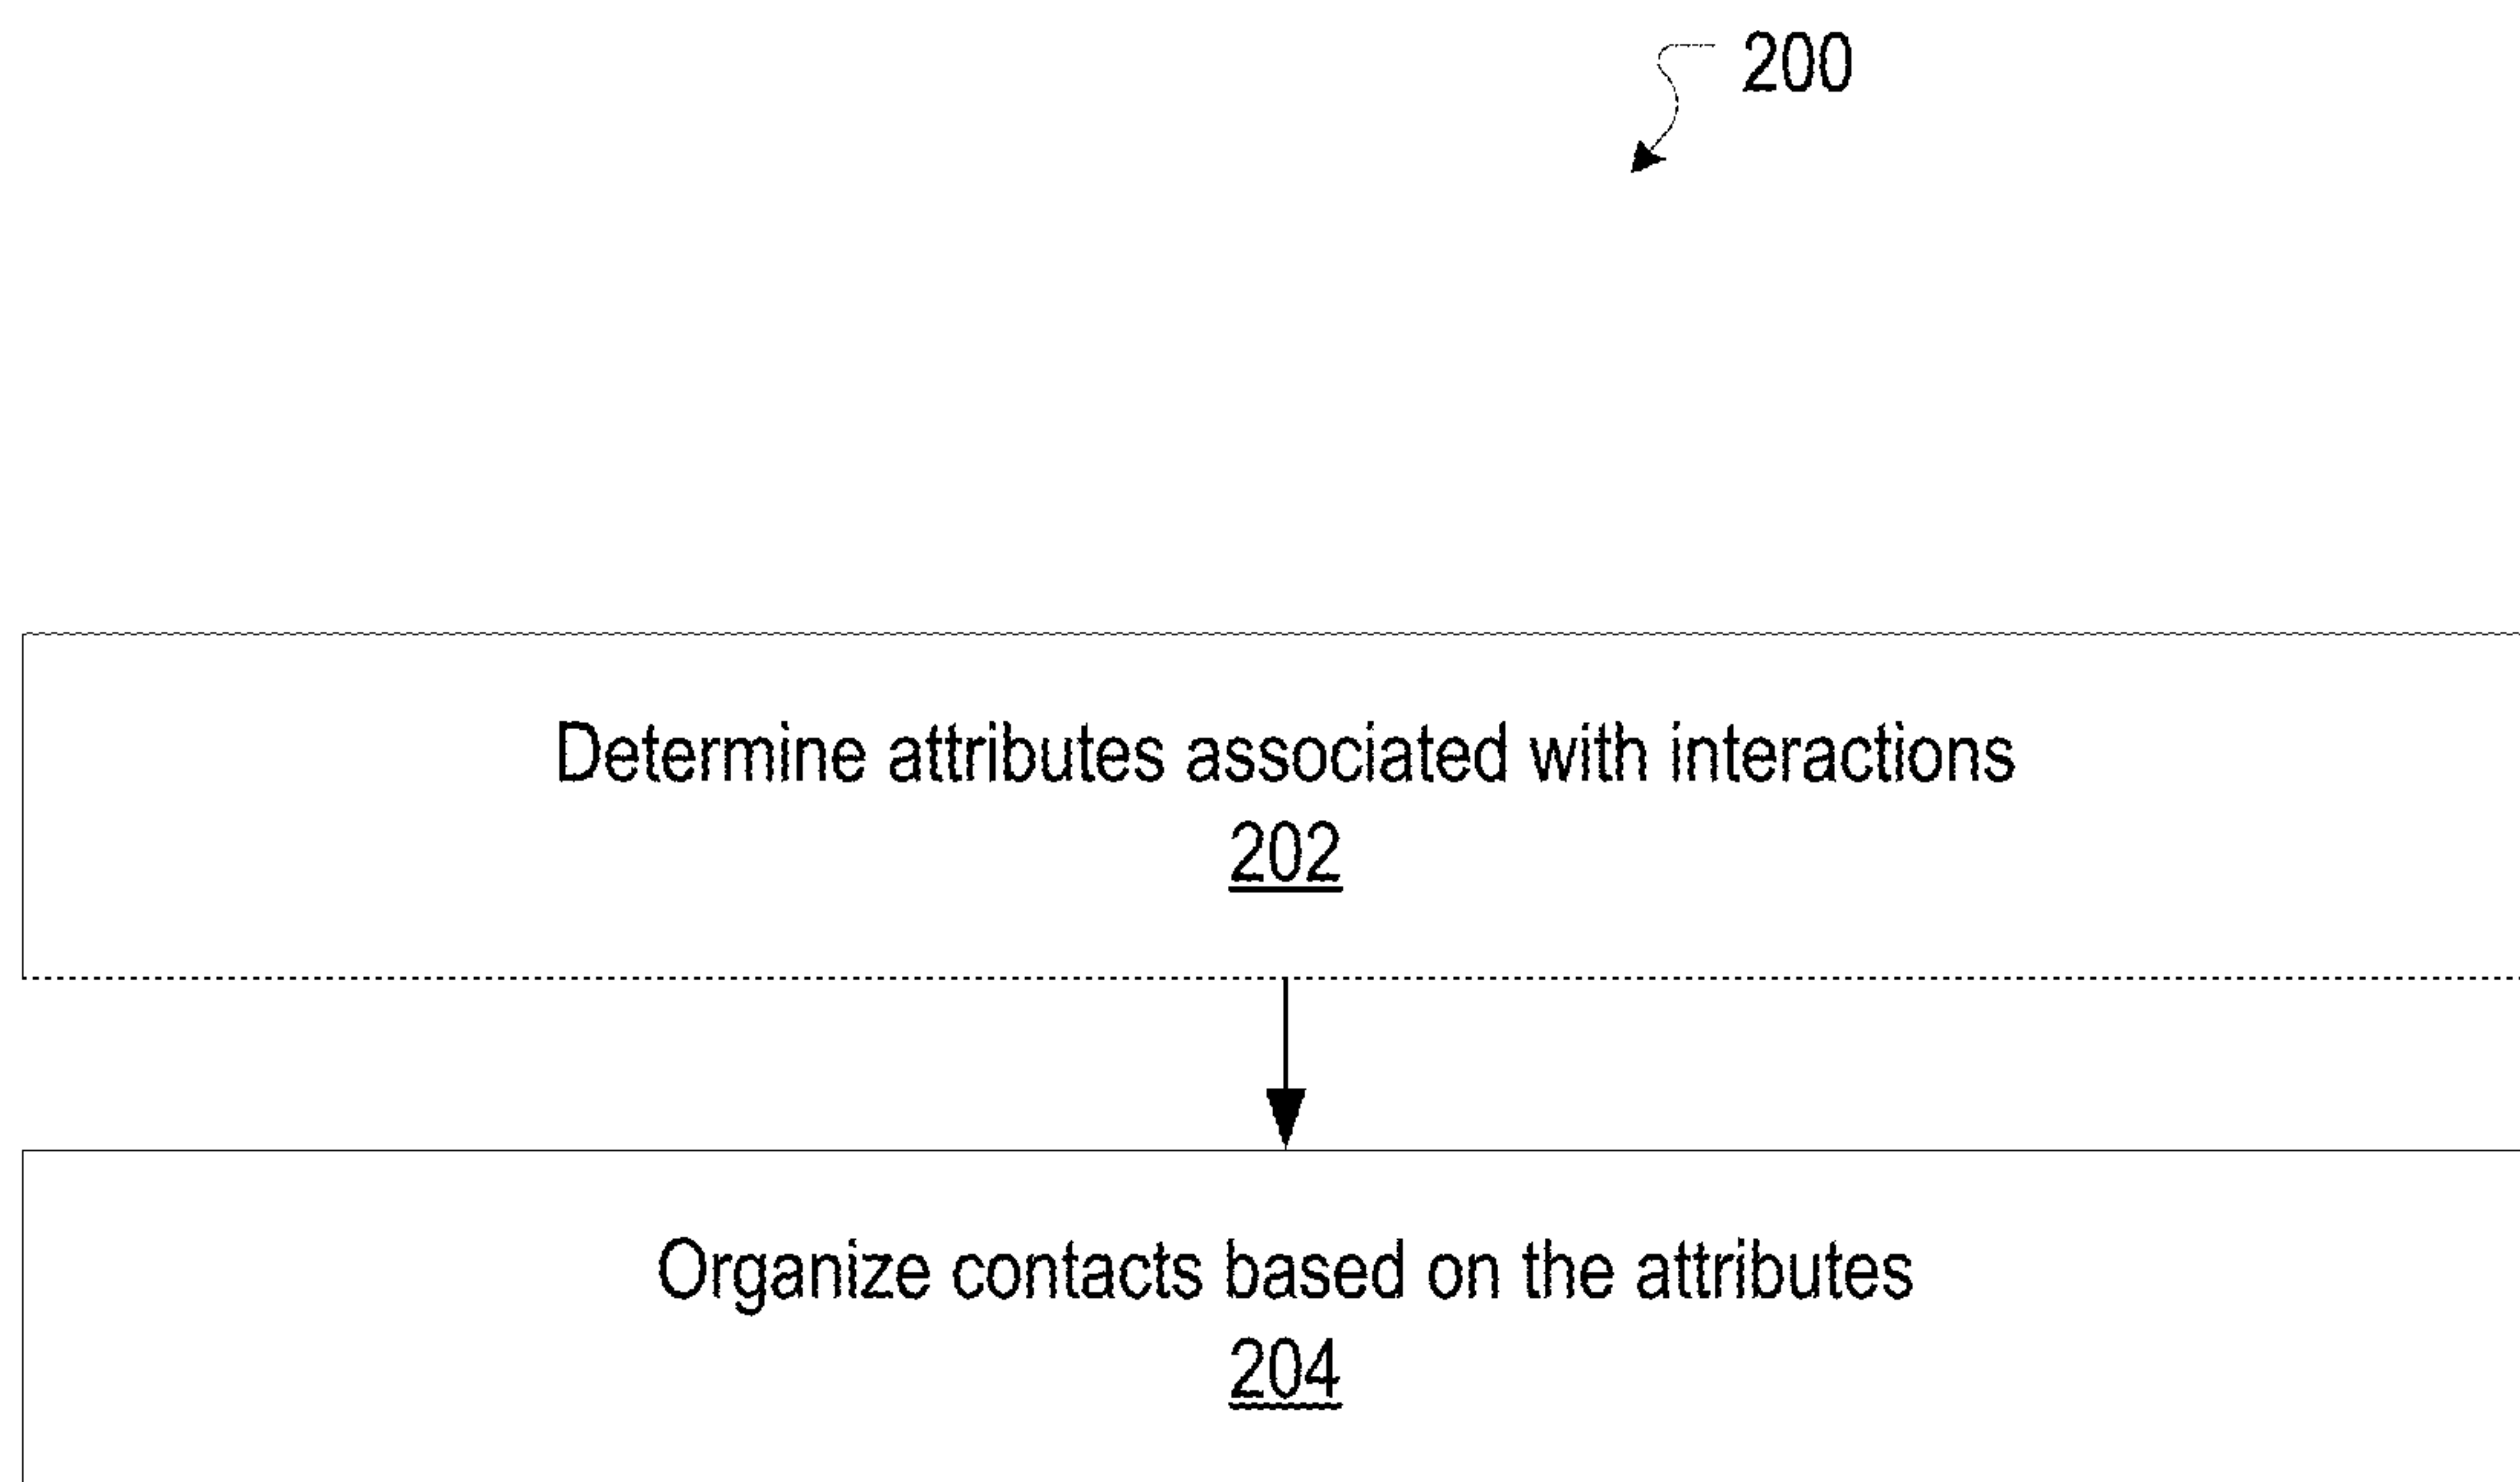 200
Determine attributes associated with interactions
202
Organize contacts based on the attributes
204